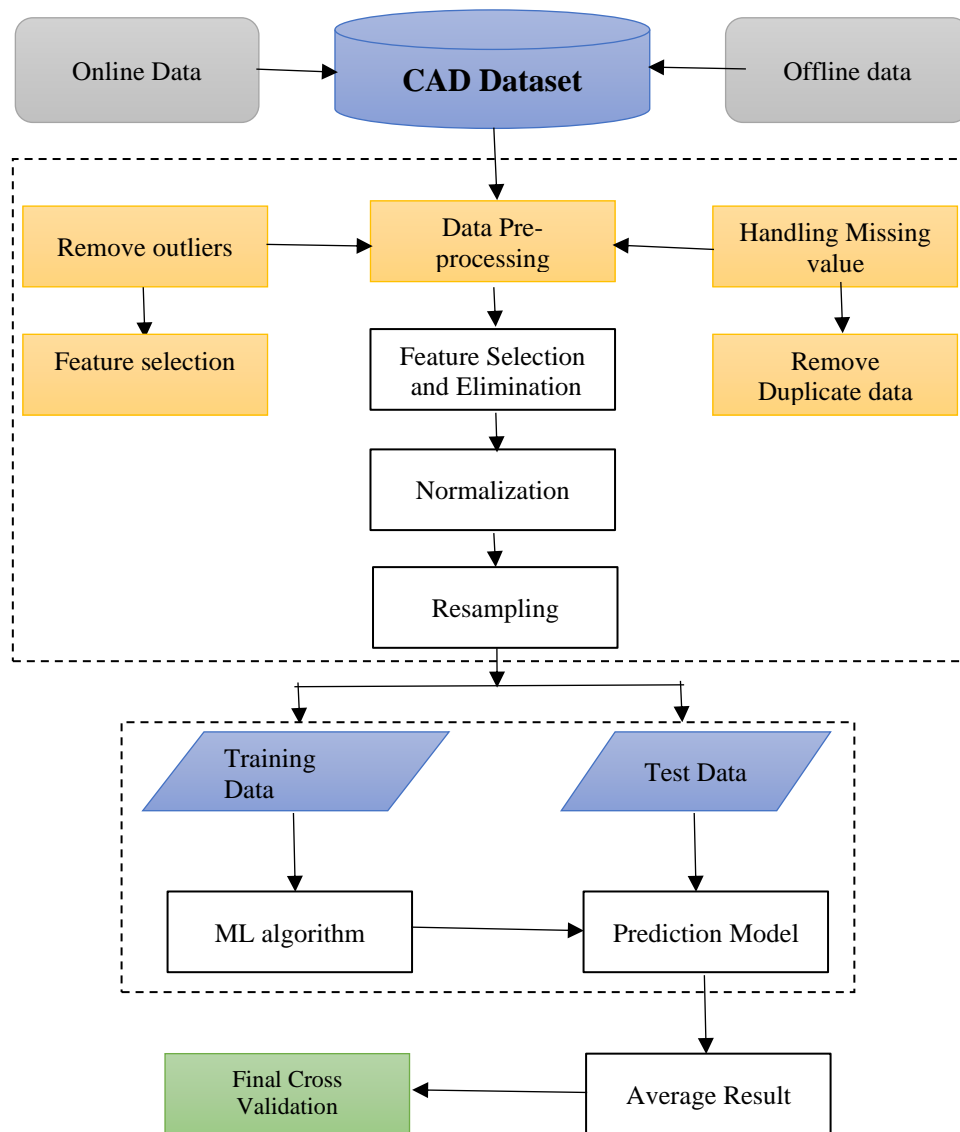 Online Data
CAD Dataset
Offline data
Remove outliers
Data Pre-
processing
Handling Missing
value
Feature selection
Feature Selection
and Elimination
Remove
Duplicate data
Normalization
Resampling
Training
Data
Test Data
ML algorithm
Prediction Model
Final Cross
Validation
Average Result